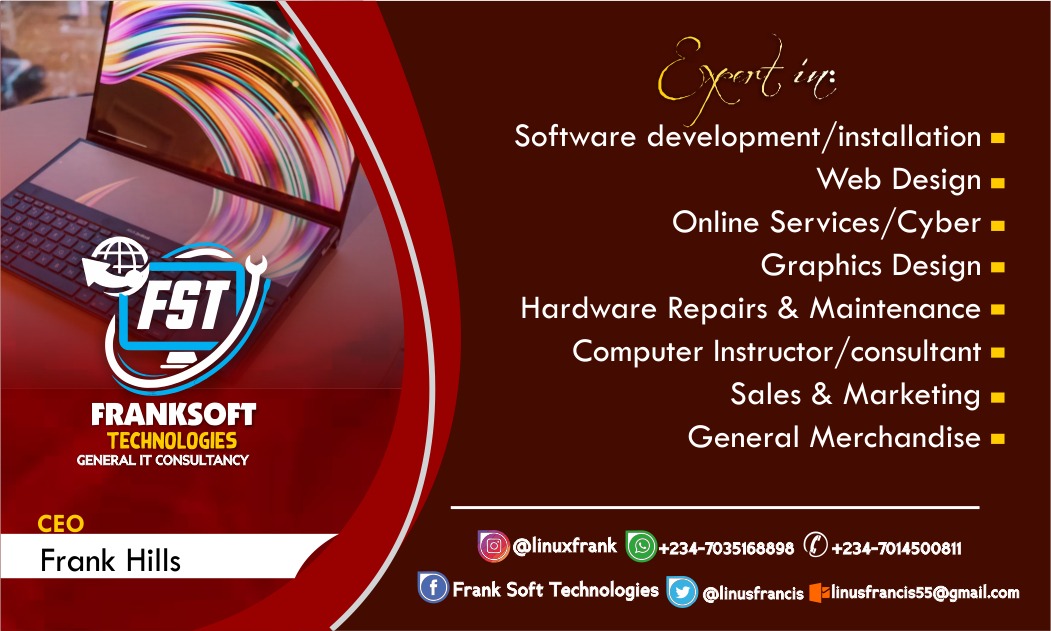 FST
FRANKSOFT
TECHNOLOGIES
GENERAL IT CONSULTANCY
CEO
Frank Hills
Expert in:
Software development/installation
Web Design
Online Services/Cyber
Graphics Design
Hardware Repairs & Maintenance
Computer Instructor/consultant
Sales & Marketing
General Merchandise
@linuxfrank +234-7035168898 +234-7014500811
Frank Soft Technologies @linusfrancis linusfrancis55@gmail.com